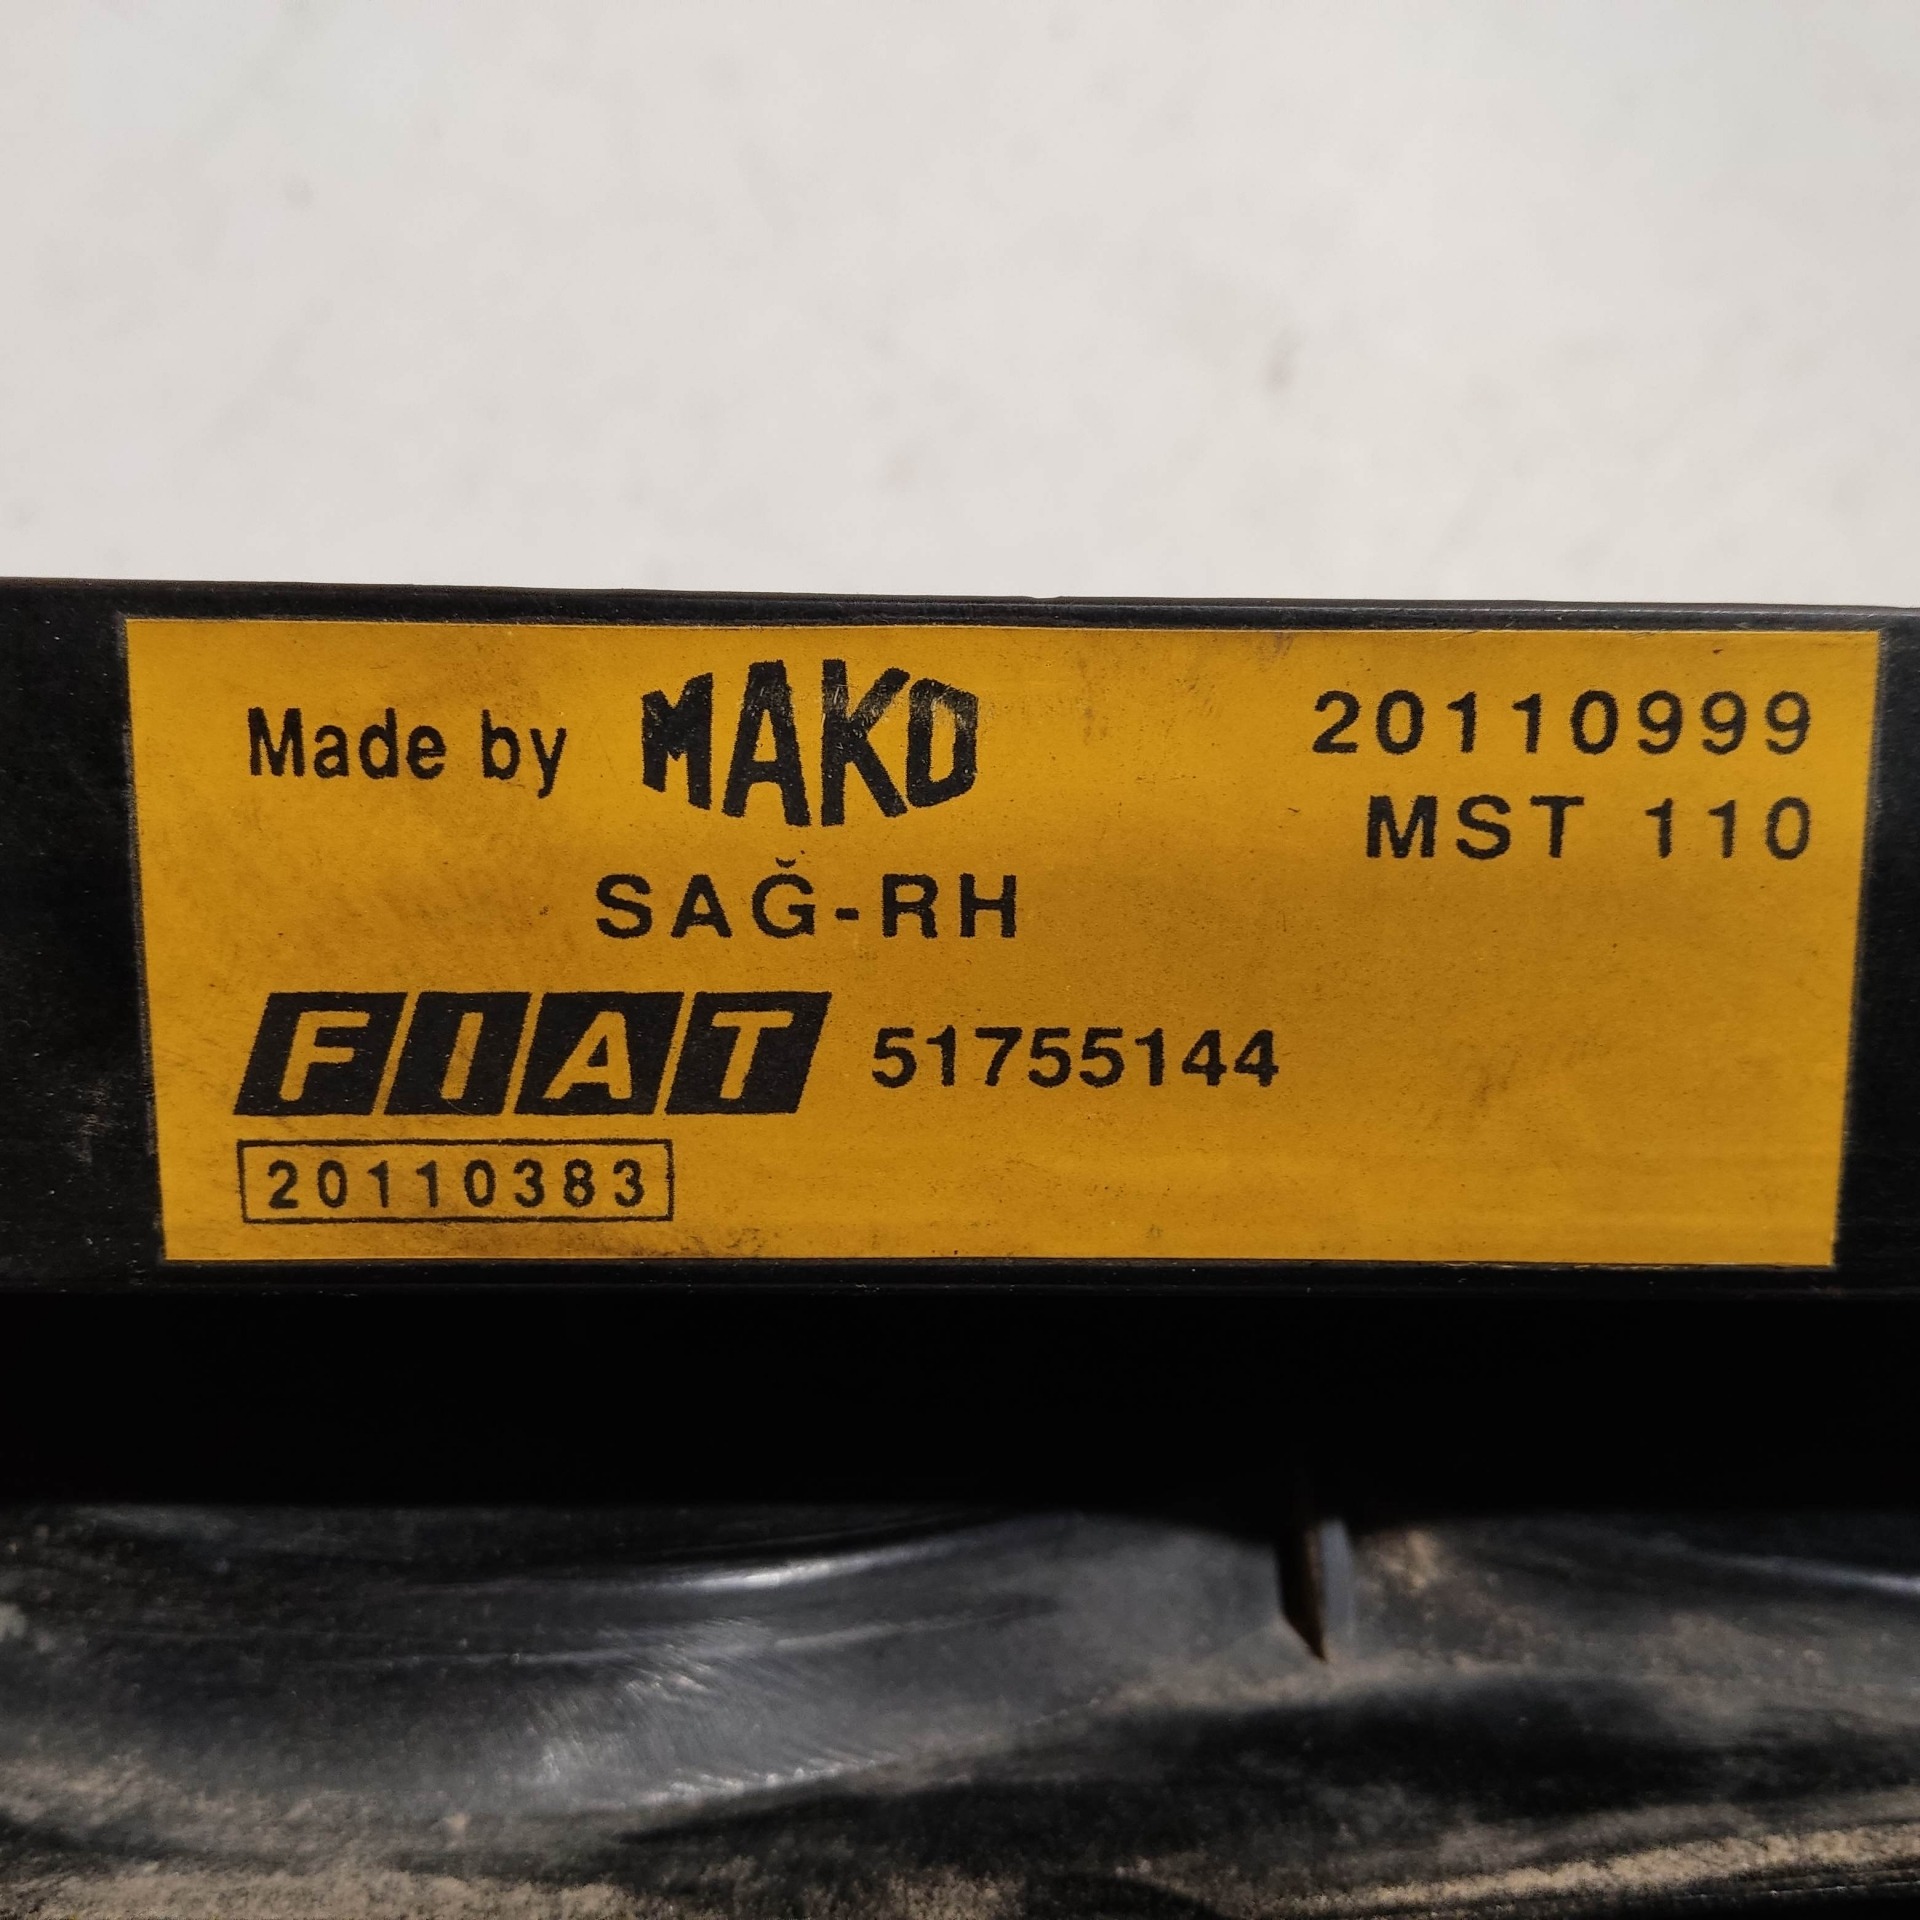 Made by MAKO 20110999
MST 110
SAĞ-RH
FIAT 51755144
20110383